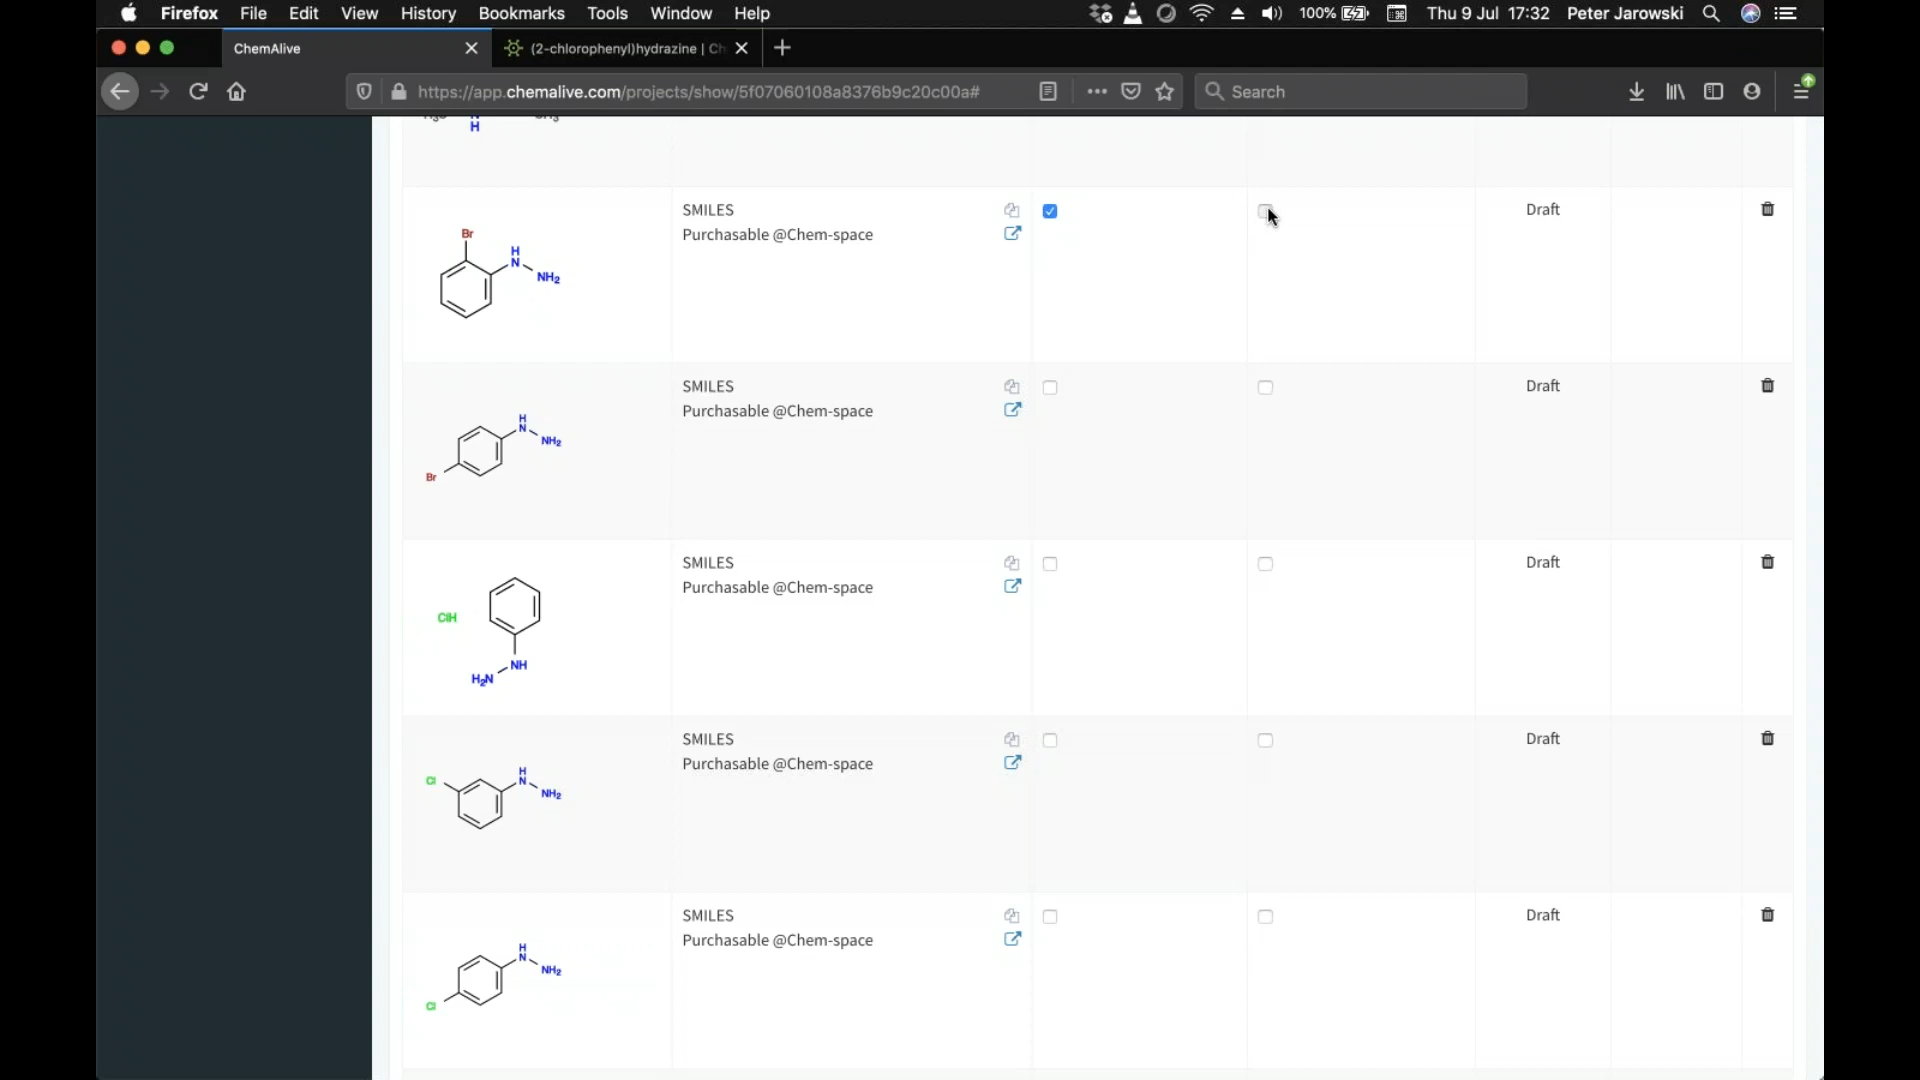 Firefox File Edit View History Bookmarks Tools Window Help 100% Thu 9 Jul 17:32 Peter Jarowski
ChemAlive
(2-chlorophenyl)hydrazine | Ch
https://app.chemalive.com/projects/show/5f07060108a8376b9c20c00a#
Search
H
SMILES
Purchasable @Chem-space
Draft
Br
H
N
NH2
SMILES
Purchasable @Chem-space
Draft
H
N
NH2
Br
SMILES
Purchasable @Chem-space
Draft
ClH
NH
H2N
SMILES
Purchasable @Chem-space
Draft
Cl
H
N
NH2
SMILES
Purchasable @Chem-space
Draft
H
N
NH2
Cl